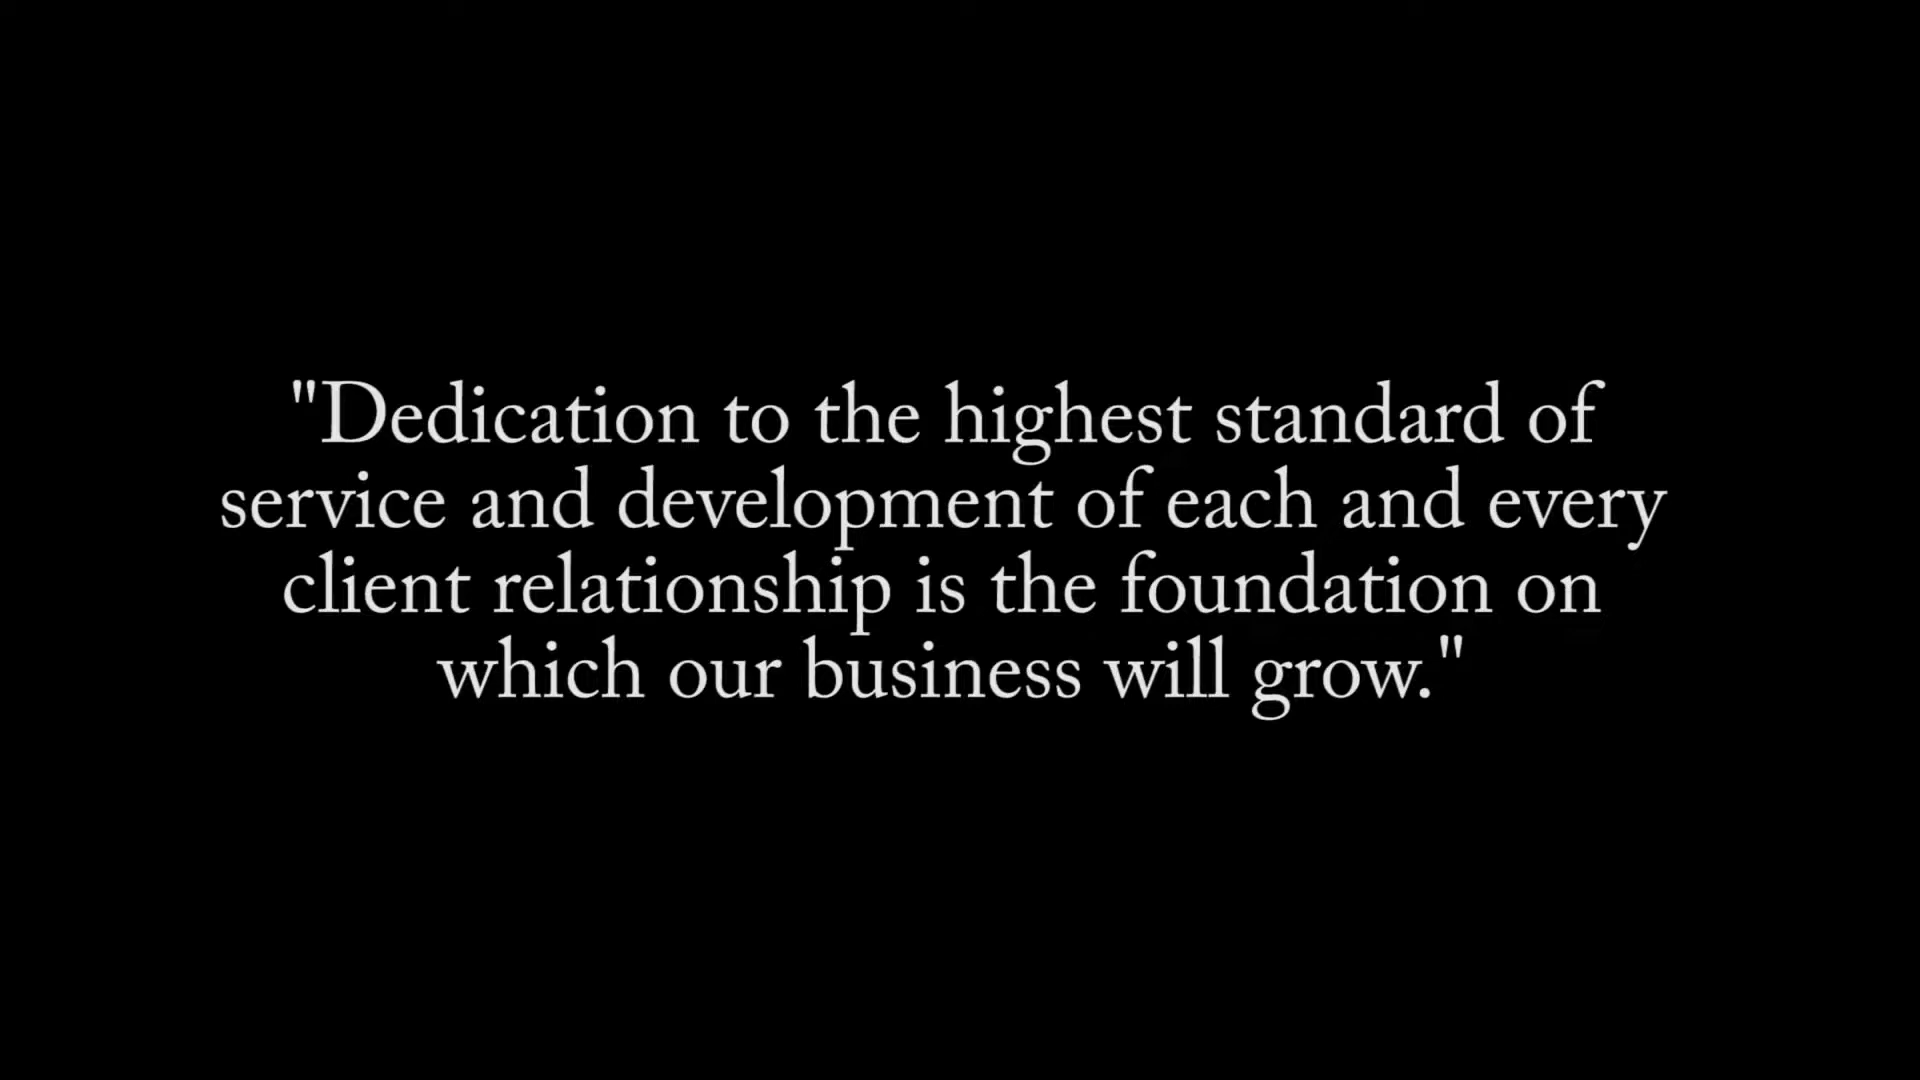 "Dedication to the highest standard of
service and development of each and every
client relationship is the foundation on
which our business will grow."